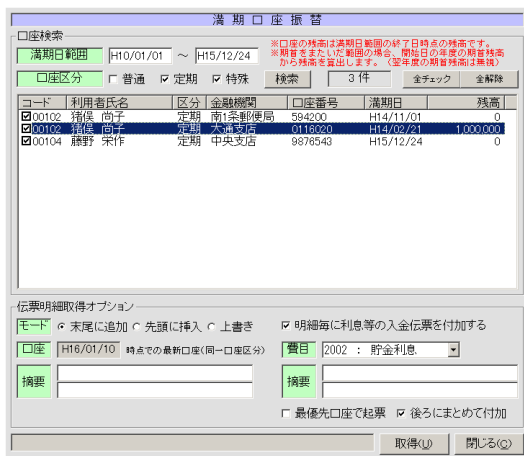 満 期 口 座 振 替
口座検索
満期日範囲 H10/01/01 ～ H15/12/24
※口座の残高は満期日範囲の終了日時点の残高です。
※期首をまたいだ範囲の場合、開始日の年度の期首残高
から残高を算出します。（翌年度の期首残高は無視）
口座区分 普通 定期 特殊 検索 3 件 全チェック 全解除
コード 利用者氏名 区分 金融機関 口座番号 満期日 残高
00102 猪俣 尚子 定期 南1条郵便局 594200 H14/11/01 0
00102 猪俣 尚子 定期 大通支店 0116020 H14/02/21 1,000,000
00104 藤野 栄作 定期 中央支店 9876543 H15/12/24 0
伝票明細取得オプション
モード 末尾に追加 先頭に挿入 上書き 明細毎に利息等の入金伝票を付加する
口座 H16/01/10 時点での最新口座(同一口座区分) 費目 2002 : 貯金利息
摘要 摘要
最優先口座で起票 後ろにまとめて付加
取得(U) 閉じる(C)